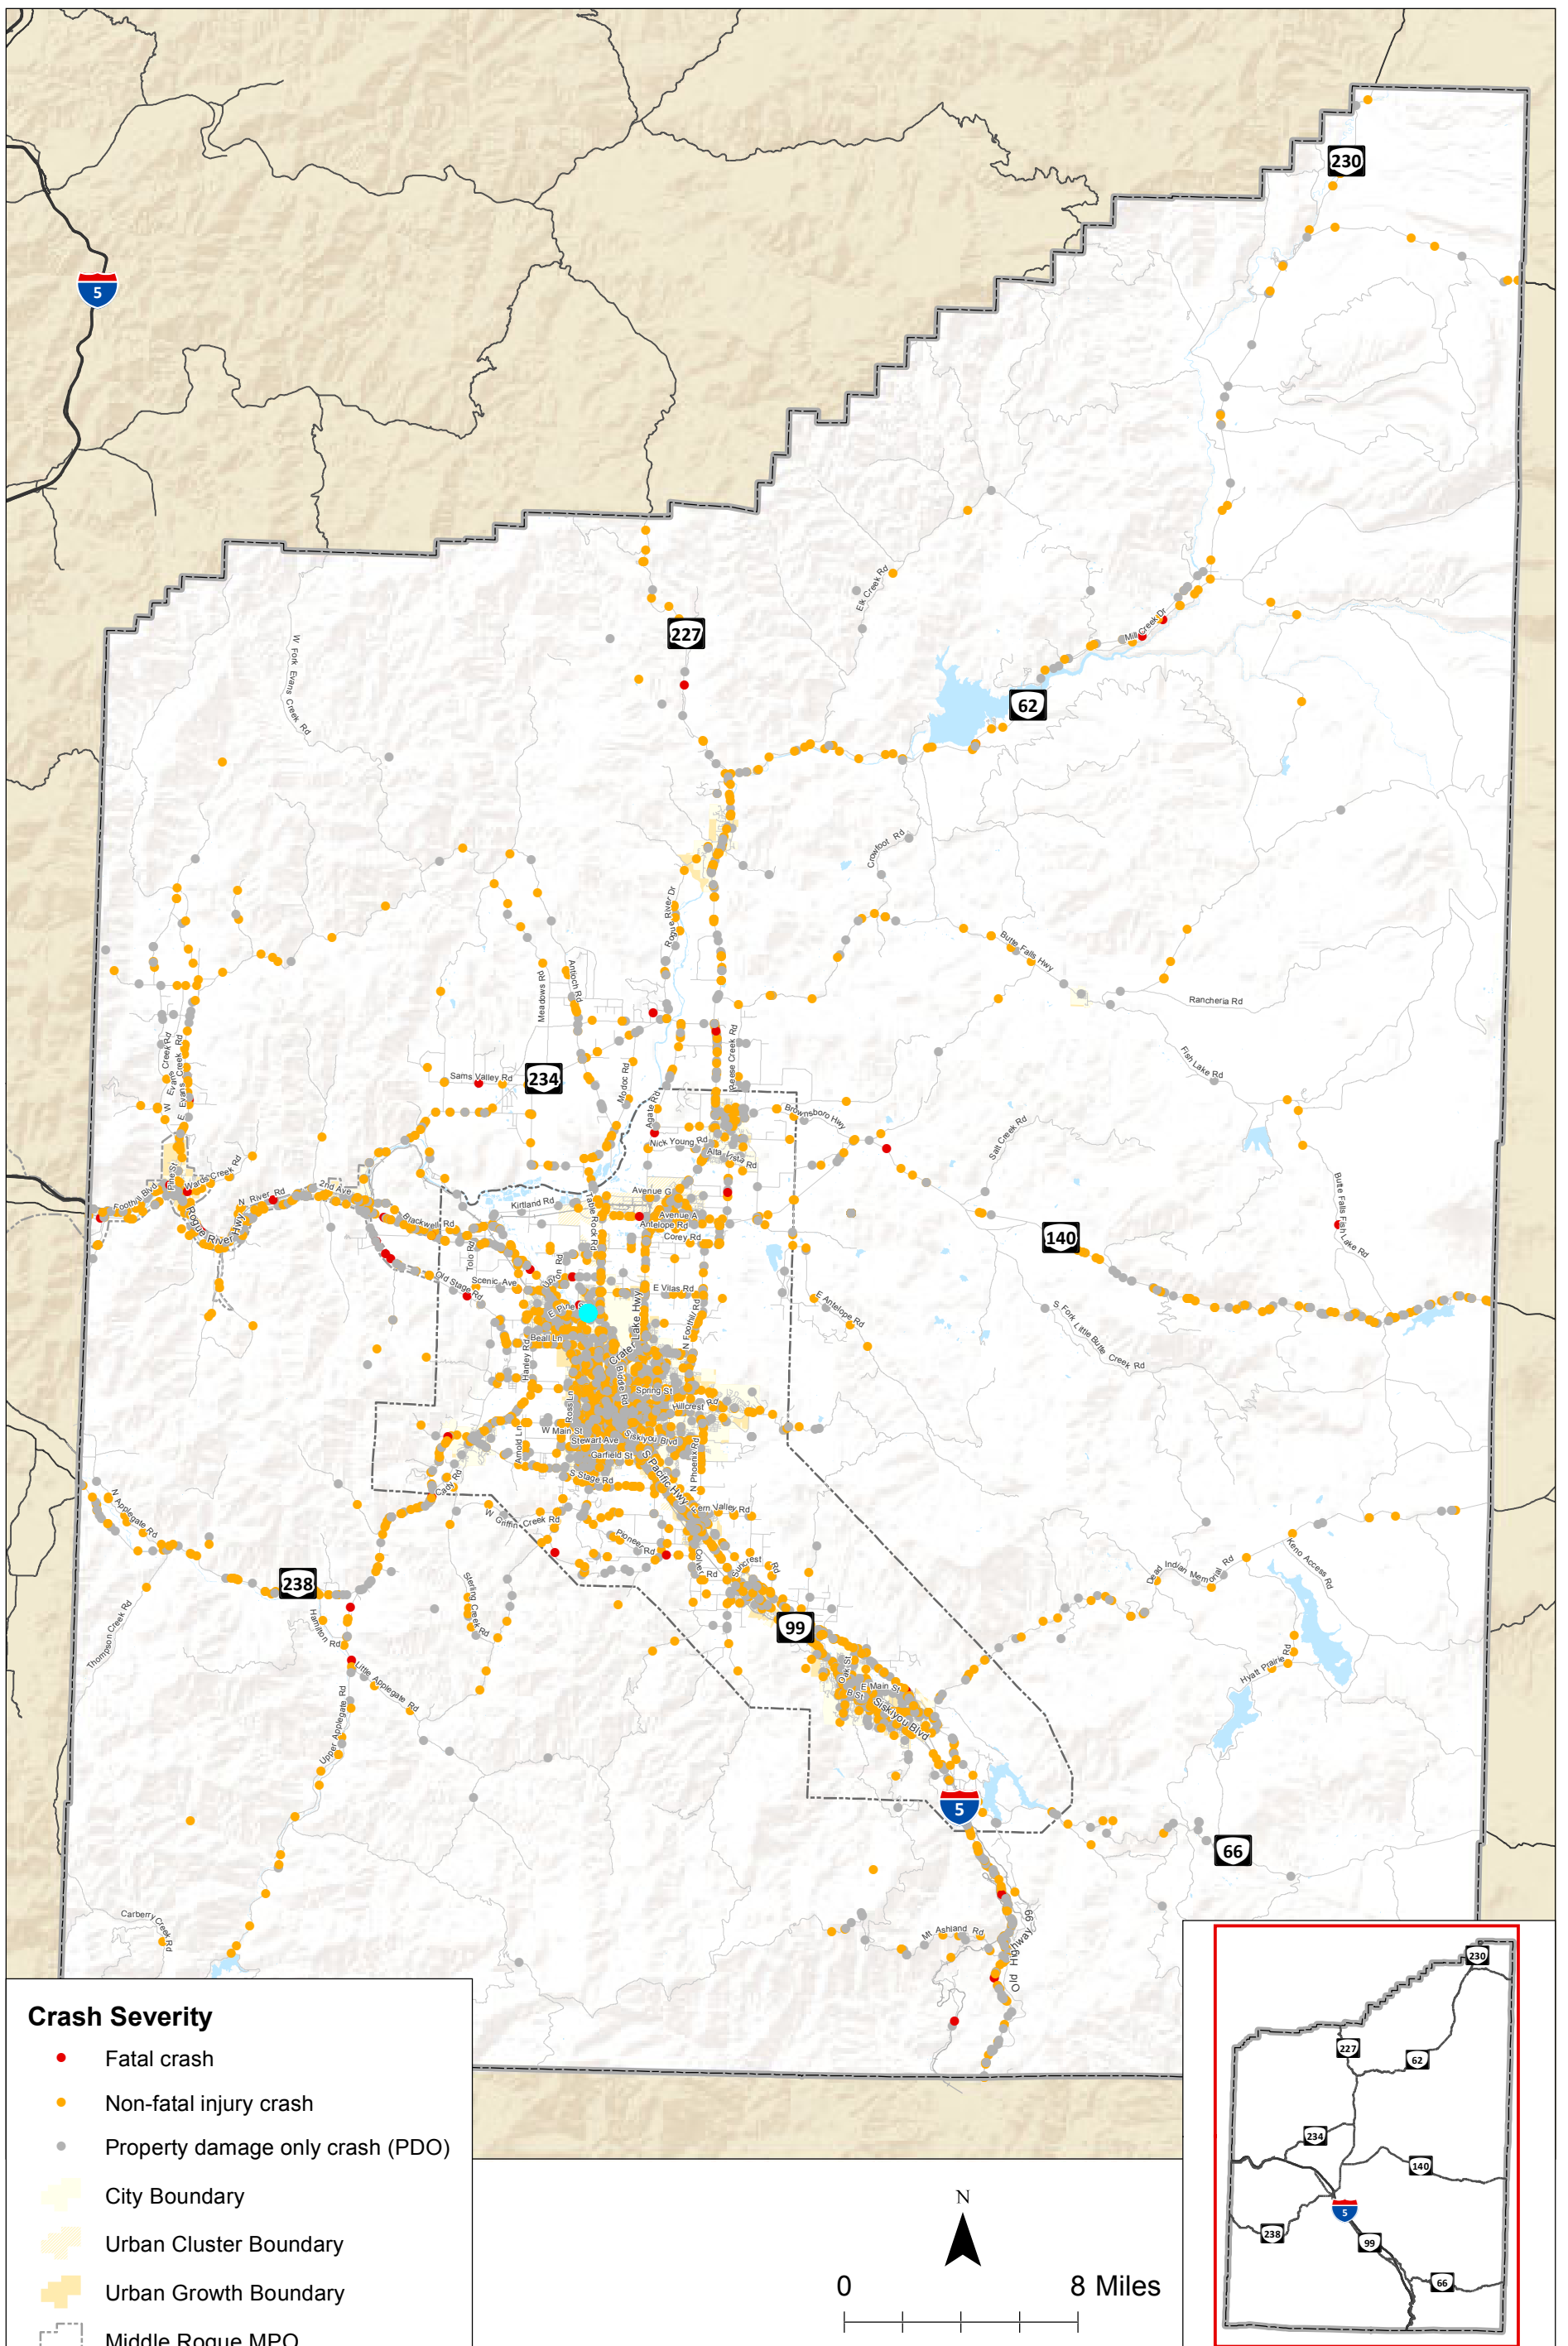 230
5
227
Elk Creek Rd
Mill Creek Dr
W Fork Evans Creek Rd
62
Crowfoot Rd
Rogue River Dr
Butte Falls Hwy
Antioch Rd
Meadows Rd
Rancheria Rd
Reese Creek Rd
Fish Lake Rd
Sams Valley Rd
234
Modoc Rd
Agate Rd
Brownsboro Hwy
E Evans Creek Rd
Salt Creek Rd
Nick Young Rd
Alta Vista Rd
Butte Falls Fish Lake Rd
Pine St
Wards Creek Rd
Foothill Blvd
N River Rd
2nd Ave
Avenue G
Kirtland Rd
Table Rock Rd
Avenue A
Antelope Rd
Rogue River Hwy
Blackwell Rd
Corey Rd
140
Tolo Rd
Old Stage Rd
Scenic Ave
E Vilas Rd
E Antelope Rd
S Fork Little Butte Creek Rd
Beall Ln
Crater Lake Hwy
N Foothill Rd
Hanley Rd
Spring St
Hillcrest Rd
Ross Ln
W Main St
Siskiyou Blvd
Stewart Ave
Arnold Ln
Garfield St
S Stage Rd
S Pacific Hwy
N Phoenix Rd
Cady Rd
N Applegate Rd
W Griffin Creek Rd
Pioneer Rd
Suncrest Rd
Dead Indian Memorial Rd
Keno Access Rd
238
Sterling Creek Rd
Hamilton Rd
Thompson Creek Rd
99
Little Applegate Rd
Oak St
E Main St
B St
Siskiyou Blvd
Hyatt Prairie Rd
Upper Applegate Rd
5
66
Carberry Creek Rd
Mt Ashland Rd
Old Highway 99
Crash Severity
Fatal crash
Non-fatal injury crash
Property damage only crash (PDO)
City Boundary
Urban Cluster Boundary
Urban Growth Boundary
Middle Rogue MPO
N
0 8 Miles
230
227
62
234
140
5
238
99
66